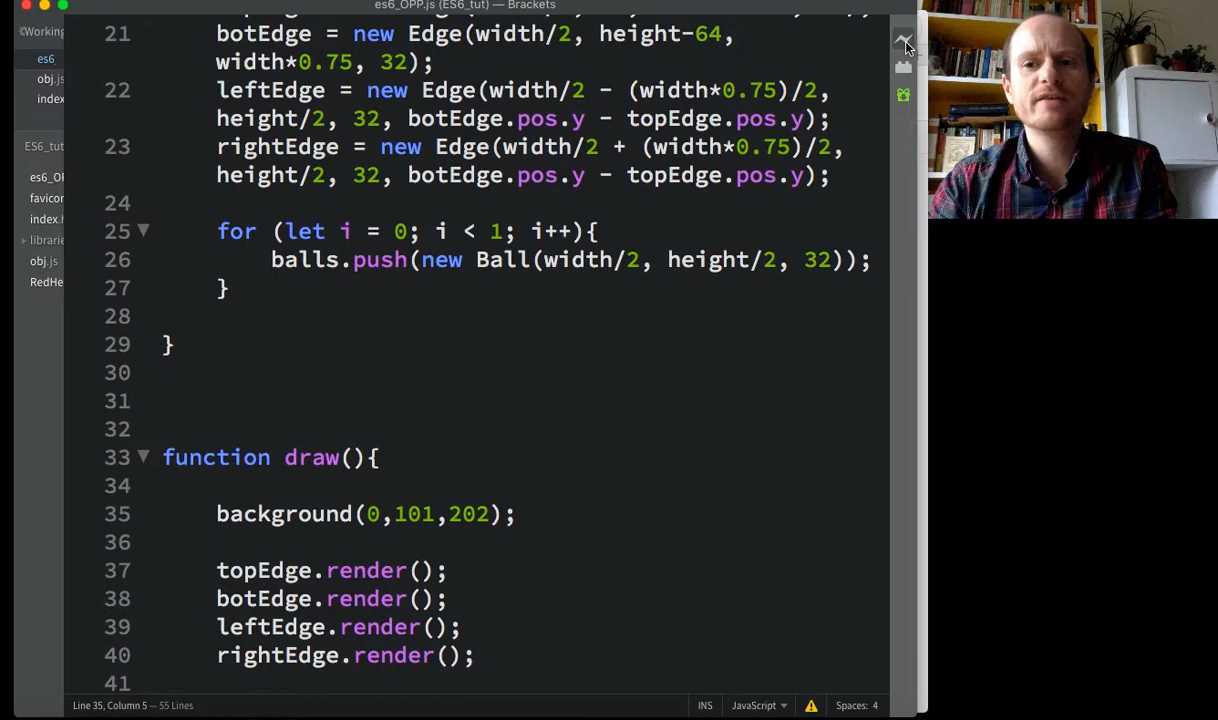 es6_OPP.js (ES6_tut) — Brackets
Working
es6_
obj.js
index
ES6_tut
es6_OP
favicor
index.h
librarie
obj.js
RedHe
21 botEdge = new Edge(width/2, height-64,
width*0.75, 32);
22 leftEdge = new Edge(width/2 - (width*0.75)/2,
height/2, 32, botEdge.pos.y - topEdge.pos.y);
23 rightEdge = new Edge(width/2 + (width*0.75)/2,
height/2, 32, botEdge.pos.y - topEdge.pos.y);
24
25 for (let i = 0; i < 1; i++){
26 balls.push(new Ball(width/2, height/2, 32));
27 }
28
29 }
30
31
32
33 function draw(){
34
35 background(0,101,202);
36
37 topEdge.render();
38 botEdge.render();
39 leftEdge.render();
40 rightEdge.render();
41
Line 35, Column 5 — 55 Lines
INS
JavaScript
Spaces: 4